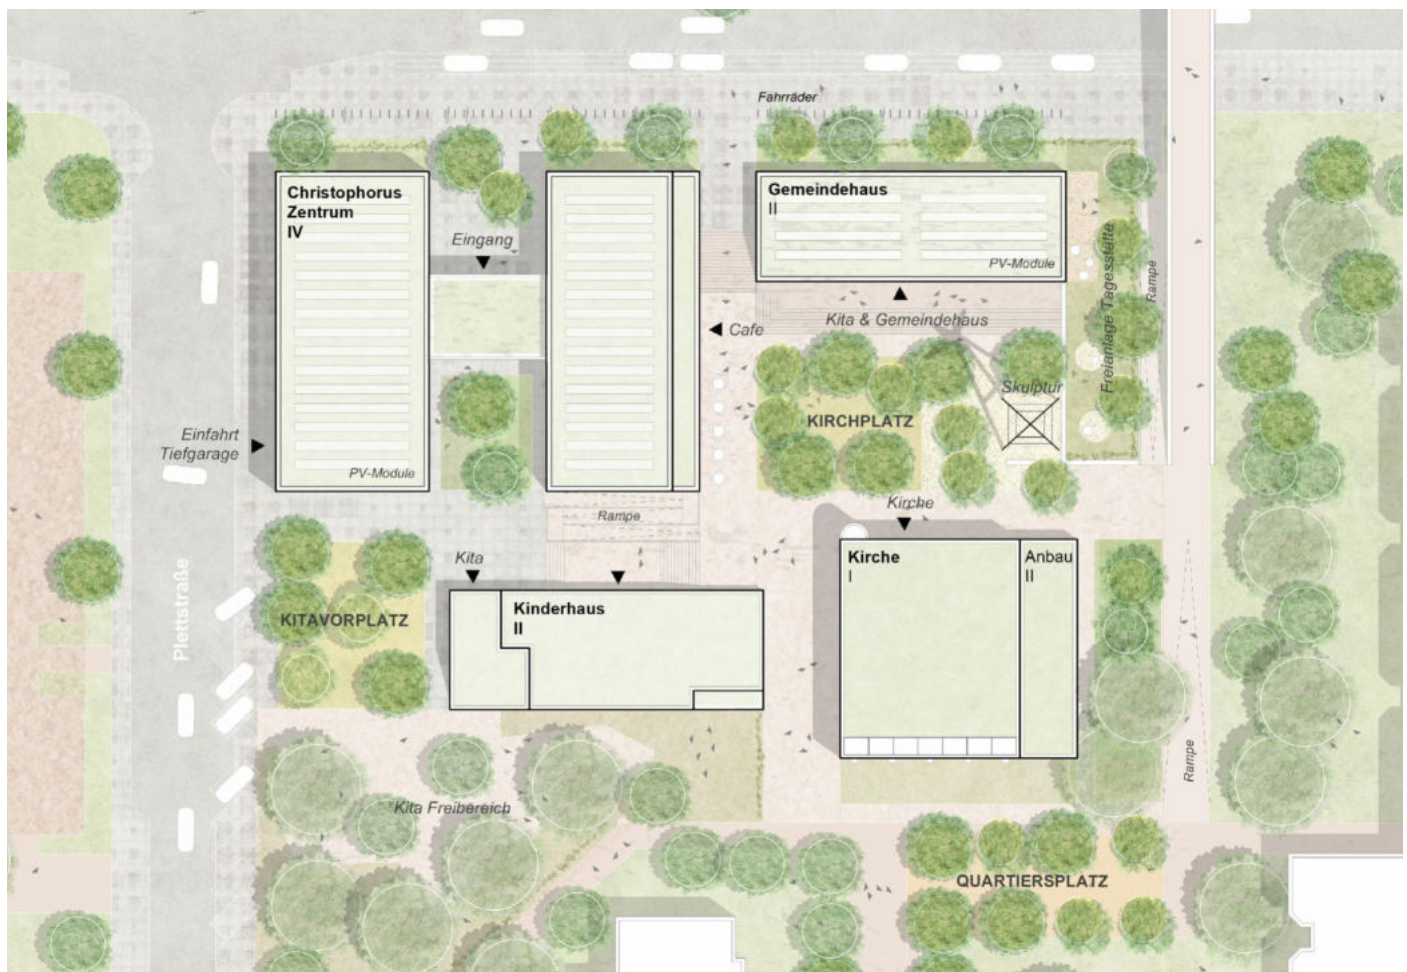 Fahrräder
Christophorus
Zentrum
IV
Gemeindehaus
II
Eingang
PV-Module
Rampe
Freianlage Tagesstätte
Cafe
Kita & Gemeindehaus
Skulptur
KIRCHPLATZ
Einfahrt
Tiefgarage
PV-Module
Rampe
Kirche
Kita
Kirche
I
Anbau
II
Kinderhaus
II
KITAVORPLATZ
Plettstraße
Rampe
Kita Freibereich
QUARTIERSPLATZ